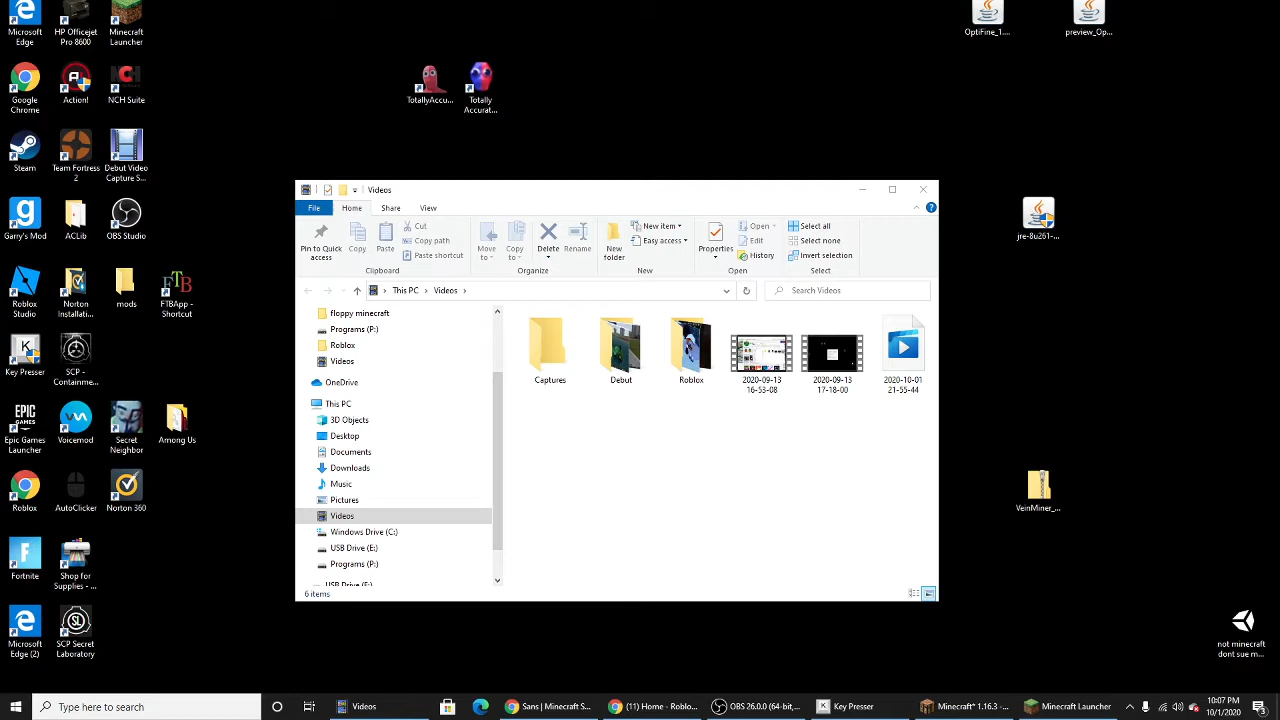 Microsoft
Edge
HP Officejet
Pro 8600
Minecraft
Launcher
OptiFine_1....
preview_Op...
Google
Chrome
Action!
NCH Suite
TotallyAccu...
Totally
Accurat...
Steam
Team Fortress
2
Debut Video
Capture S...
Garry's Mod
ACLib
OBS Studio
jre-8u261-...
Roblox
Studio
Norton
Installati...
mods
FTBApp -
Shortcut
Key Presser
SCP -
Containme...
Epic Games
Launcher
Voicemod
Secret
Neighbor
Among Us
Roblox
AutoClicker
Norton 360
VeinMiner_...
Fortnite
Shop for
Supplies - ...
Microsoft
Edge (2)
SCP Secret
Laboratory
not minecraft
dont sue m...
Videos
File
Home
Share
View
Pin to Quick
access
Copy
Paste
Cut
Copy path
Paste shortcut
Clipboard
Move
to
Copy
to
Delete
Rename
Organize
New
folder
New item
Easy access
New
Properties
Open
Edit
History
Open
Select all
Select none
Invert selection
Select
This PC > Videos >
Search Videos
floppy minecraft
Programs (P:)
Roblox
Videos
OneDrive
This PC
3D Objects
Desktop
Documents
Downloads
Music
Pictures
Videos
Windows Drive (C:)
USB Drive (E:)
Programs (P:)
USB Drive (E:)
Captures
Debut
Roblox
2020-09-13
16-53-08
2020-09-13
17-18-00
2020-10-01
21-55-44
6 items
Type here to search
Videos
Sans | Minecraft S...
(11) Home - Roblo...
OBS 26.0.0 (64-bit,...
Key Presser
Minecraft* 1.16.3 -...
Minecraft Launcher
10:07 PM
10/1/2020
3